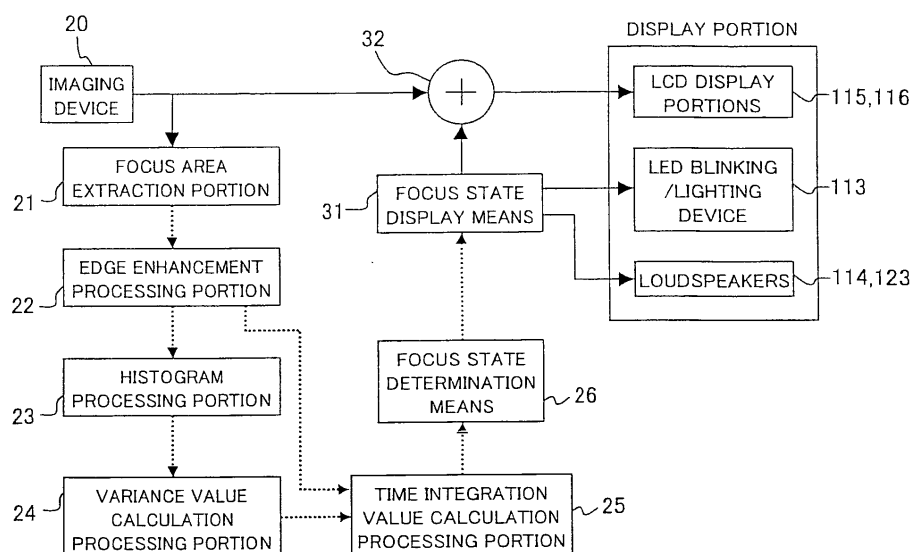 20
IMAGING
DEVICE
32
DISPLAY PORTION
LCD DISPLAY
PORTIONS
115,116
21
FOCUS AREA
EXTRACTION PORTION
31
FOCUS STATE
DISPLAY MEANS
LED BLINKING
/LIGHTING
DEVICE
113
22
EDGE ENHANCEMENT
PROCESSING PORTION
LOUDSPEAKERS
114,123
23
HISTOGRAM
PROCESSING PORTION
FOCUS STATE
DETERMINATION
MEANS
26
24
VARIANCE VALUE
CALCULATION
PROCESSING PORTION
TIME INTEGRATION
VALUE CALCULATION
PROCESSING PORTION
25